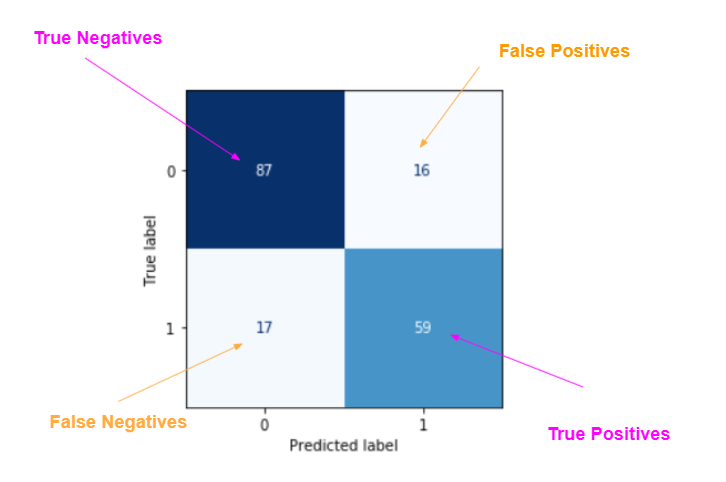 True Negatives
False Positives
0
87
16
True label
1
17
59
False Negatives
0
1
True Positives
Predicted label